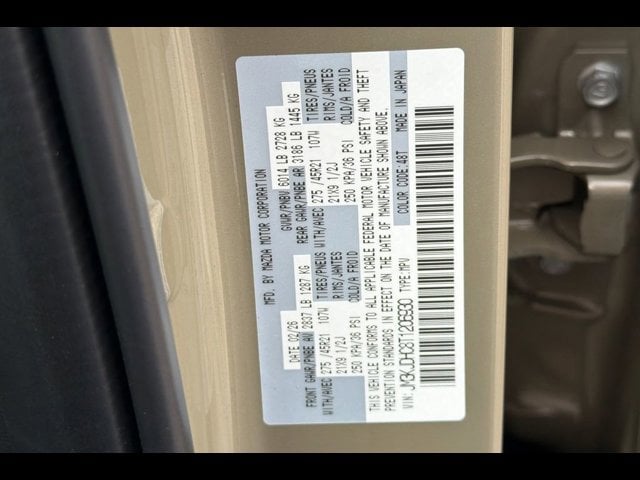 MFD. BY MAZDA MOTOR CORPORATION
DATE 02/26 GVWR/PNBV 6014 LB 2728 KG
FRONT GAWR/PNBE AV 2837 LB 1287 KG REAR GAWR/PNBE AR 3186 LB 1445 KG
WITH/AVEC 275 /45R21 107W TIRES/PNEUS WITH/AVEC 275 /45R21 107W TIRES/PNEUS
21X9 1/2J RIMS/JANTES 21X9 1/2J RIMS/JANTES
250 KPA/36 PSI COLD/A FROID 250 KPA/36 PSI COLD/A FROID
THIS VEHICLE CONFORMS TO ALL APPLICABLE FEDERAL MOTOR VEHICLE SAFETY AND THEFT
PREVENTION STANDARDS IN EFFECT ON THE DATE OF MANUFACTURE SHOWN ABOVE.
VIN: JM3KJDHC8T1206930 TYPE:MPV COLOR CODE:48T MADE IN JAPAN